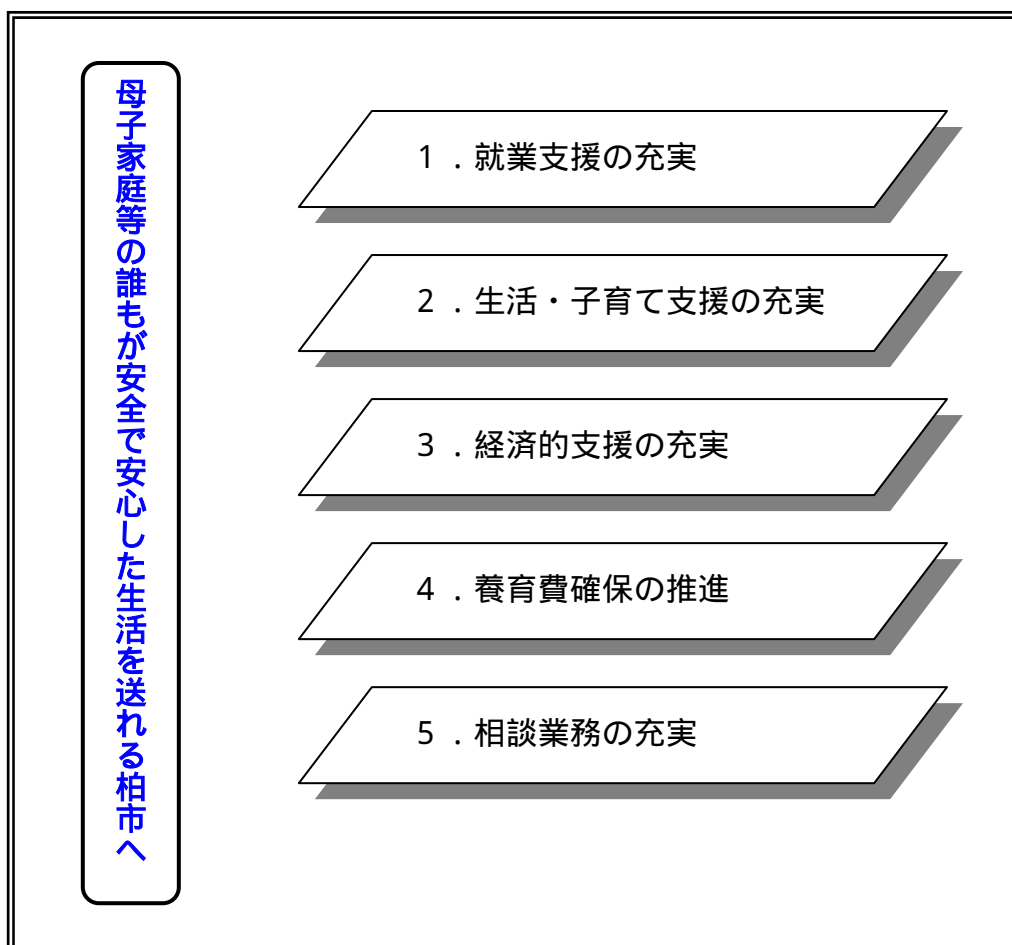 母子家庭等の誰もが安全で安心した生活を送れる柏市へ
１．就業支援の充実
２．生活・子育て支援の充実
３．経済的支援の充実
４．養育費確保の推進
５．相談業務の充実